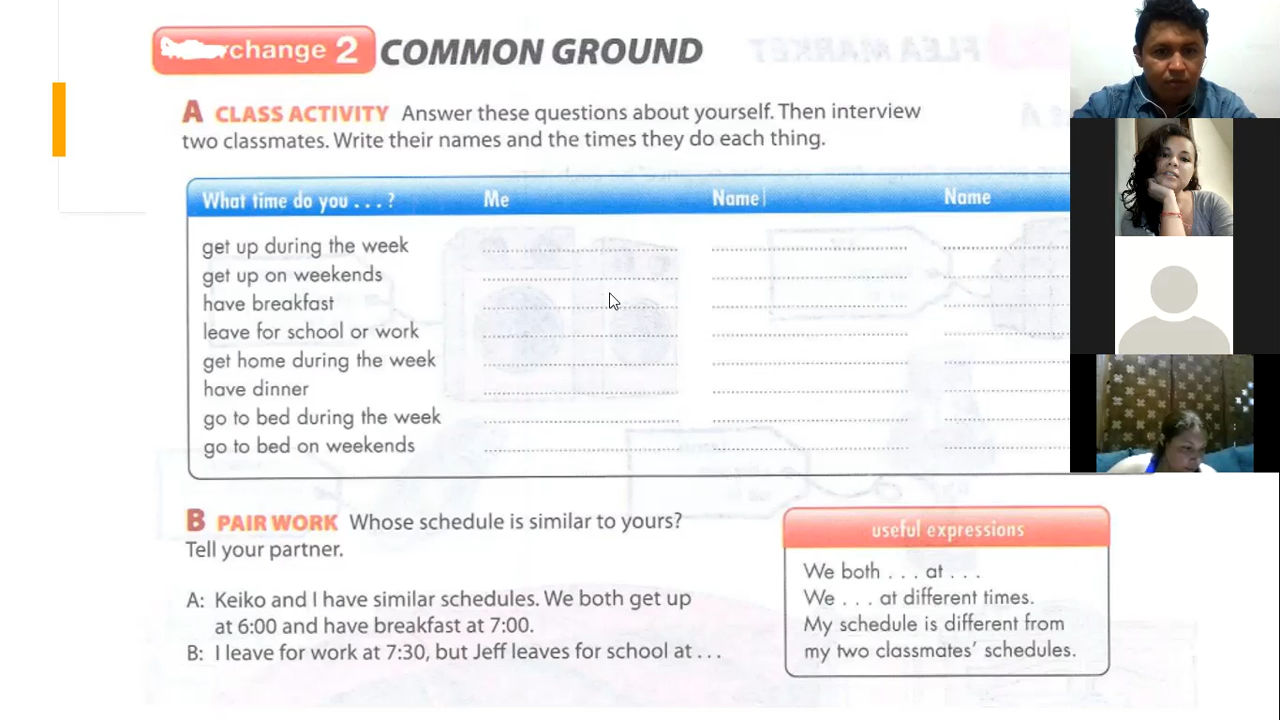 change 2 COMMON GROUND
FLEA MARKET
A CLASS ACTIVITY Answer these questions about yourself. Then interview
two classmates. Write their names and the times they do each thing.
What time do you . . . ? Me Name Name
get up during the week
get up on weekends
have breakfast
leave for school or work
get home during the week
have dinner
go to bed during the week
go to bed on weekends
B PAIR WORK Whose schedule is similar to yours?
Tell your partner.
A: Keiko and I have similar schedules. We both get up
at 6:00 and have breakfast at 7:00.
B: I leave for work at 7:30, but Jeff leaves for school at . . .
useful expressions
We both . . . at . . .
We . . . at different times.
My schedule is different from
my two classmates’ schedules.